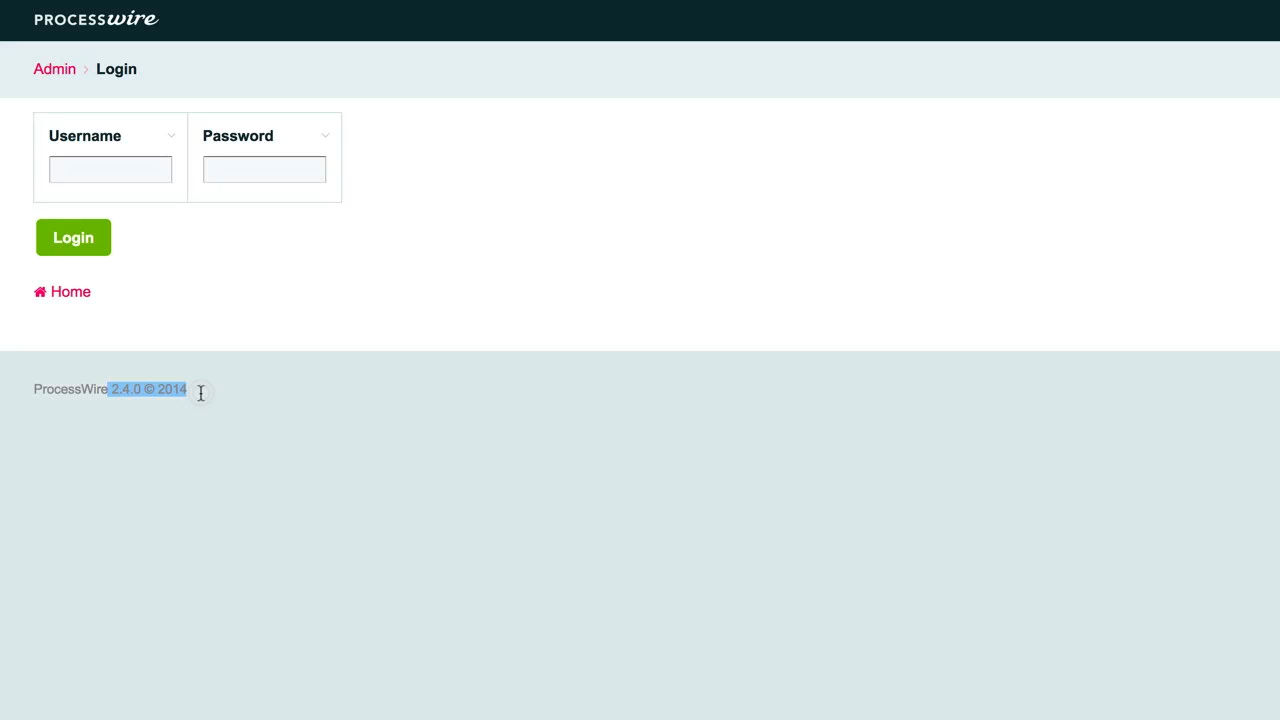 PROCESSwire
Admin > Login
Username
Password
Login
Home
ProcessWire 2.4.0 © 2014